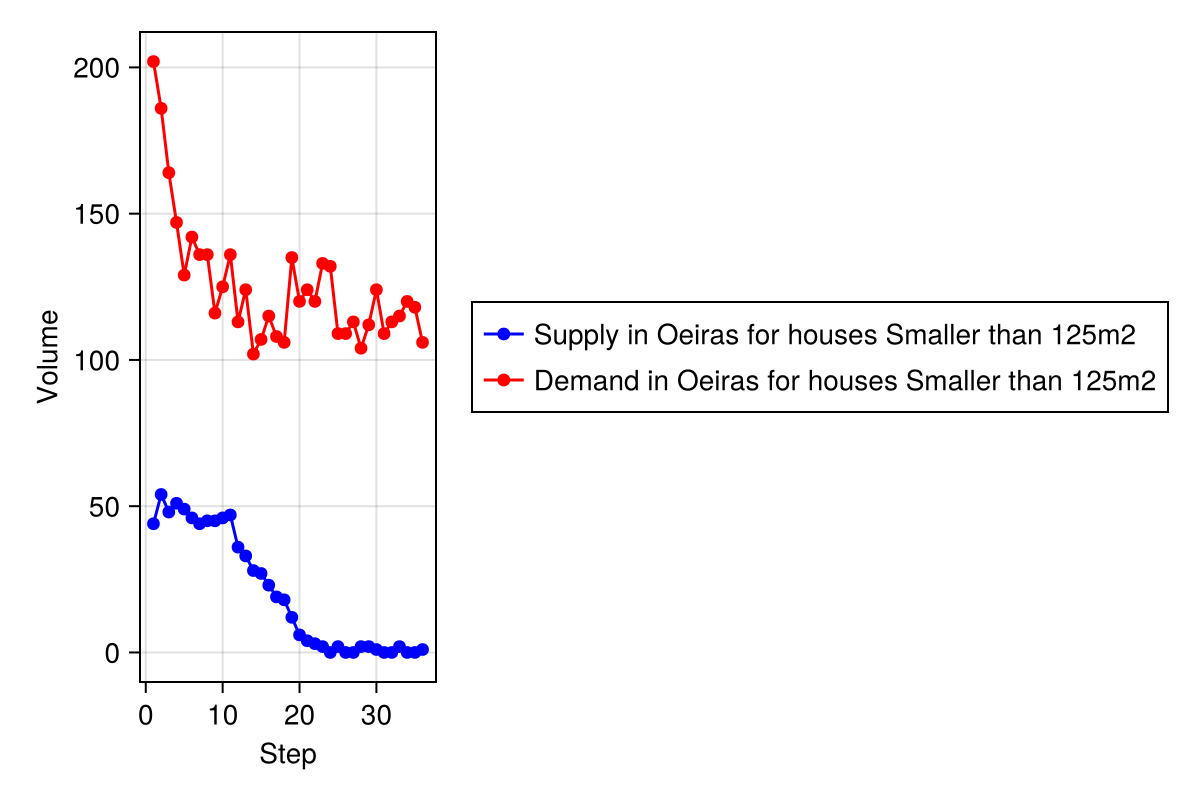 200
150
100
50
0
Volume
0 10 20 30
Step
Supply in Oeiras for houses Smaller than 125m2
Demand in Oeiras for houses Smaller than 125m2